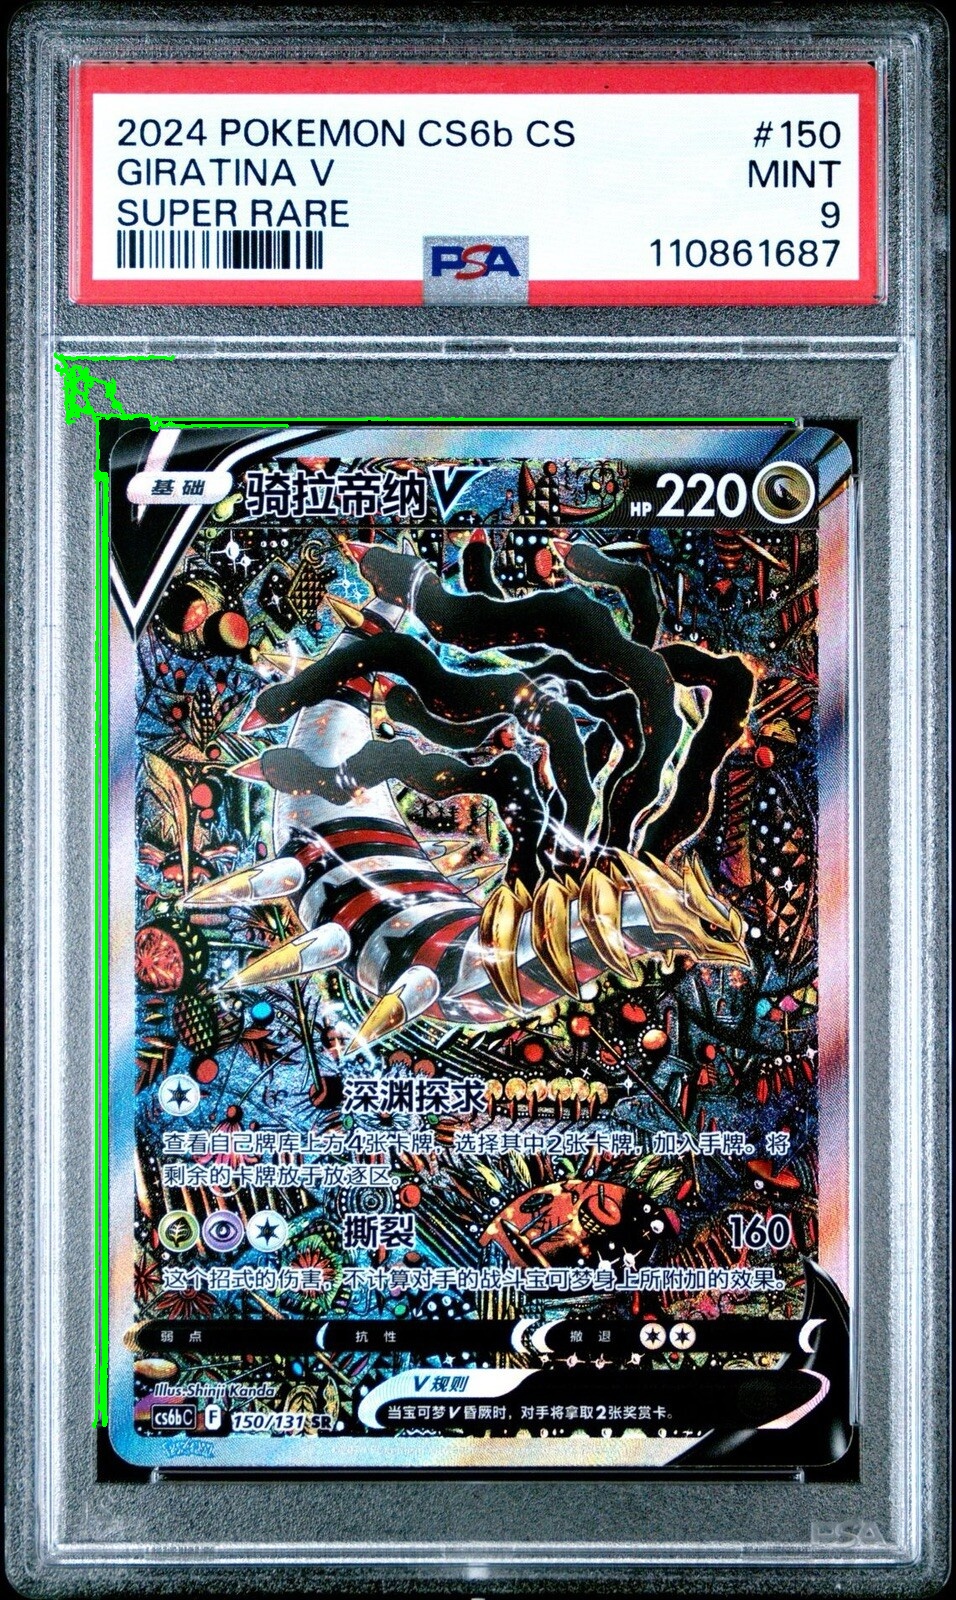 2024 POKEMON CS6b CS #150
GIRATINA V MINT
SUPER RARE 9
PSA 110861687
基础 骑拉帝纳V HP 220
深渊探求
查看自己牌库上方4张卡牌，选择其中2张卡牌，加入手牌。将
剩余的卡牌放于放逐区。
撕裂 160
这个招式的伤害，不计算对手的战斗宝可梦身上所附加的效果。
弱点 抗性 撤退
Illus.Shinji Kanda V规则
cs6bC F 150/131 SR 当宝可梦V昏厥时，对手将拿取2张奖赏卡。
PSA